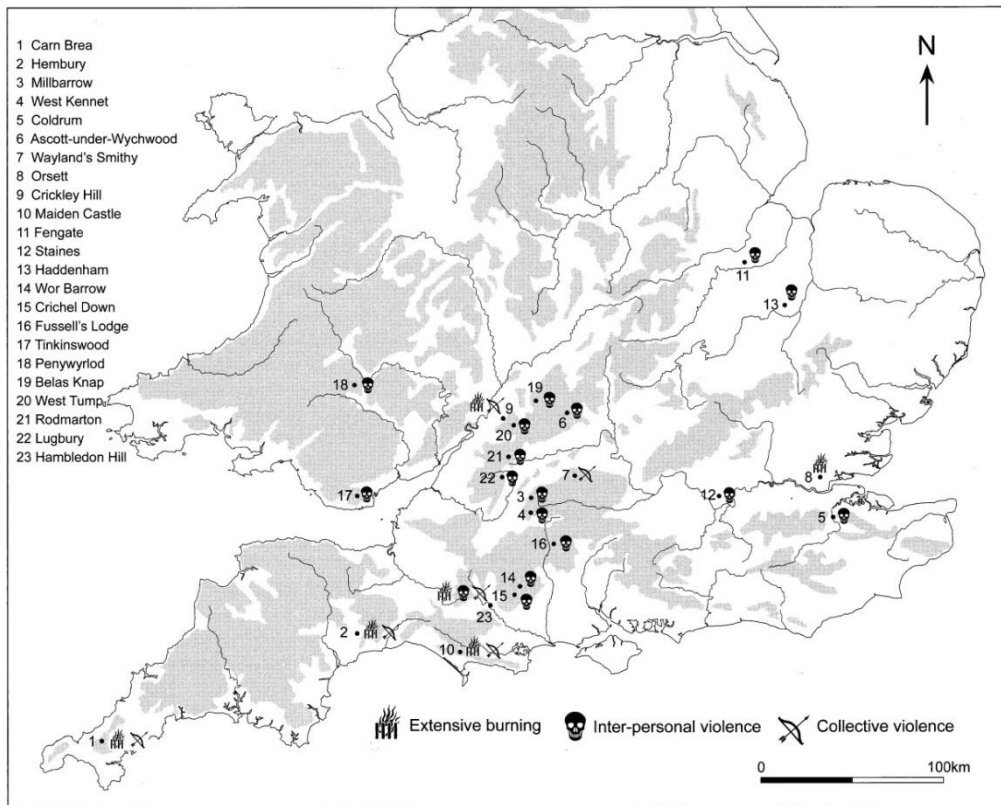 1 Carn Brea
2 Hembury
3 Millbarrow
4 West Kennet
5 Coldrum
6 Ascott-under-Wychwood
7 Wayland's Smithy
8 Orsett
9 Crickley Hill
10 Maiden Castle
11 Fengate
12 Staines
13 Haddenham
14 Wor Barrow
15 Crichel Down
16 Fussell's Lodge
17 Tinkinswood
18 Penywyrlod
19 Belas Knap
20 West Tump
21 Rodmarton
22 Lugbury
23 Hambledon Hill
N
11
13
18
19
9
6
20
21
7
22
8
17
3
12
4
5
16
14
15
23
2
10
1
Extensive burning
Inter-personal violence
Collective violence
0 100km